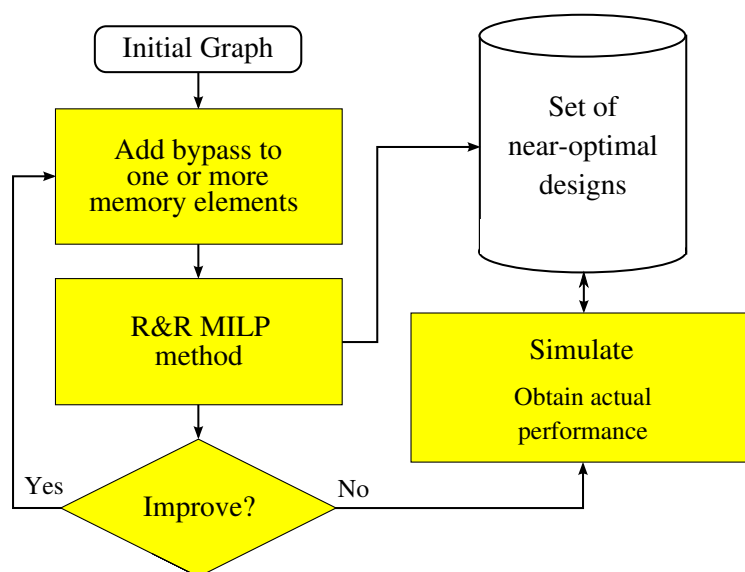 Initial Graph
Add bypass to
one or more
memory elements
R&R MILP
method
Improve?
Yes
No
Set of
near-optimal
designs
Simulate
Obtain actual
performance